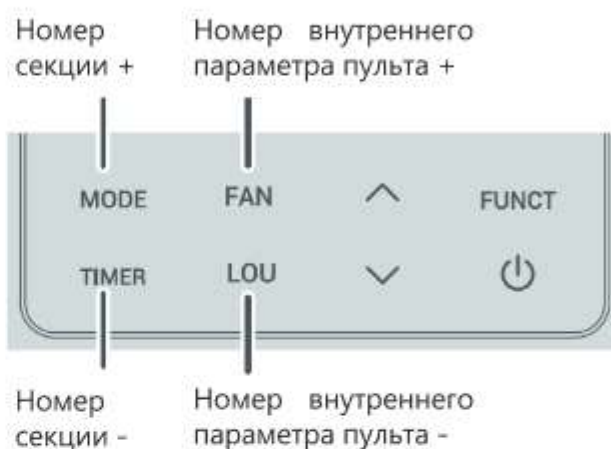 Номер
секции +
Номер внутреннего
параметра пульта +
MODE FAN FUNCT
TIMER LOU
Номер
секции -
Номер внутреннего
параметра пульта -